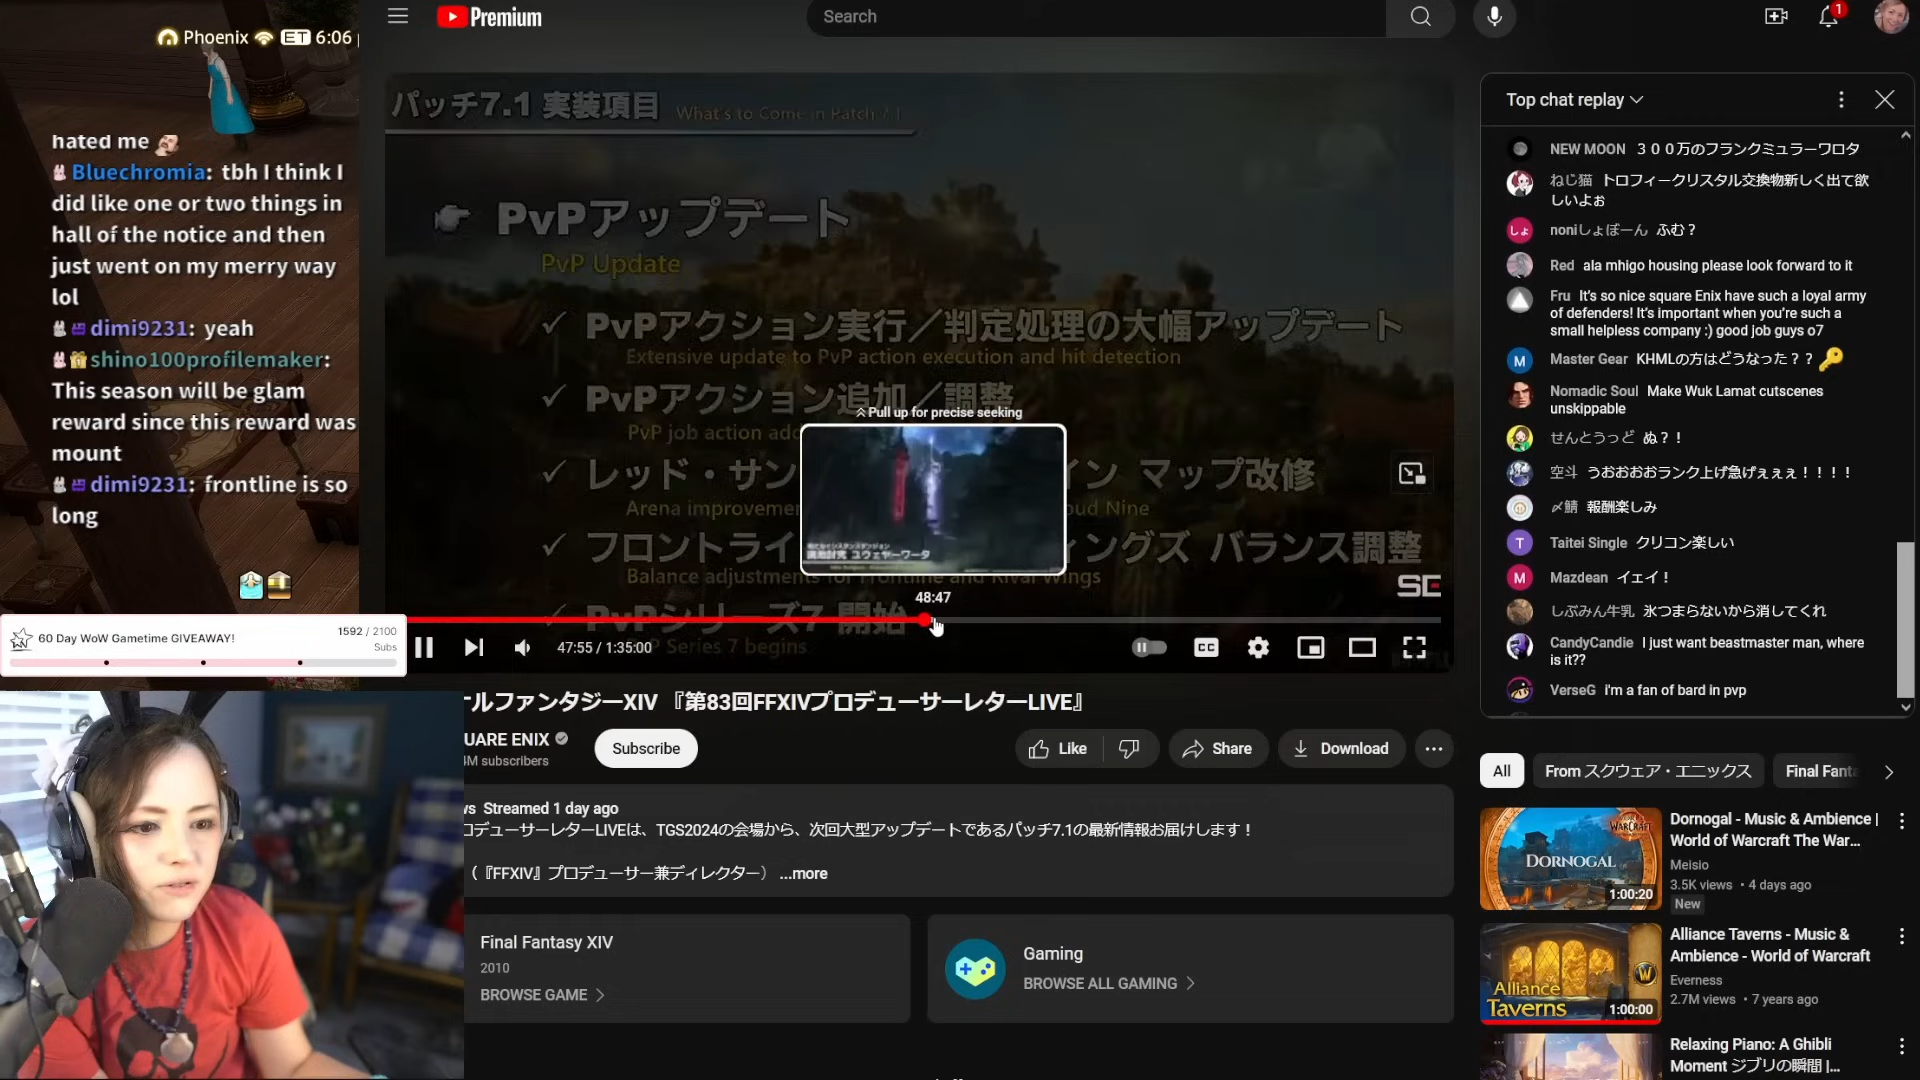 Phoenix ET 6:06
hated me
Bluechromia: tbh I think I
did like one or two things in
hall of the notice and then
just went on my merry way
lol
dimi9231: yeah
shino100profilemaker:
This season will be glam
reward since this reward was
mount
dimi9231: frontline is so
long
60 Day WoW Gametime GIVEAWAY!
1592 / 2100
Subs
Premium
Search
1
パッチ7.1 実装項目 What's to Come in Patch 7.1
PvPアップデート
PvP Update
✓ PvPアクション実行／判定処理の大幅アップデート
Extensive update to PvP action execution and hit detection
✓ PvPアクション追加／調整
PvP job action
Pull up for precise seeking
✓ レッド・サン イン マップ改修
Arena improveme oud Nine
✓ フロントライ ィングズ バランス調整
Balance adjustments for Frontline and Rival Wings
✓ PvPシリーズ7 開始
Series 7 begins
SE
48:47
47:55 / 1:35:00
CC
ールファンタジーXIV 『第83回FFXIVプロデューサーレターLIVE』
UARE ENIX
M subscribers
Subscribe
Like
Share
Download
ws Streamed 1 day ago
ロデューサーレターLIVEは、TGS2024の会場から、次回大型アップデートであるパッチ7.1の最新情報お届けします！
（『FFXIV』プロデューサー兼ディレクター） ...more
Final Fantasy XIV
2010
BROWSE GAME
Gaming
BROWSE ALL GAMING
Top chat replay
NEW MOON ３００万のフランクミュラーワロタ
ねじ猫 トロフィークリスタル交換物新しく出て欲
しいよぉ
しょ noniしょぼーん ふむ？
Red ala mhigo housing please look forward to it
Fru It's so nice square Enix have such a loyal army
of defenders! It's important when you're such a
small helpless company :) good job guys o7
M Master Gear KHMLの方はどうなった？？
Nomadic Soul Make Wuk Lamat cutscenes
unskippable
せんとうっど ぬ？！
空斗 うおおおおランク上げ急げぇぇぇ！！！！
〆鯖 報酬楽しみ
T Taitei Single クリコン楽しい
M Mazdean イェイ！
しぶみん牛乳 氷つまらないから消してくれ
CandyCandie I just want beastmaster man, where
is it??
VerseG i'm a fan of bard in pvp
All
From スクウェア・エニックス
Final Fanta
WARCRAFT
DORNOGAL
1:00:20
Dornogal - Music & Ambience |
World of Warcraft The War...
Meisio
3.5K views • 4 days ago
New
Alliance
Taverns
1:00:00
Alliance Taverns - Music &
Ambience - World of Warcraft
Everness
2.7M views • 7 years ago
Relaxing Piano: A Ghibli
Moment ジブリの瞬間 |...